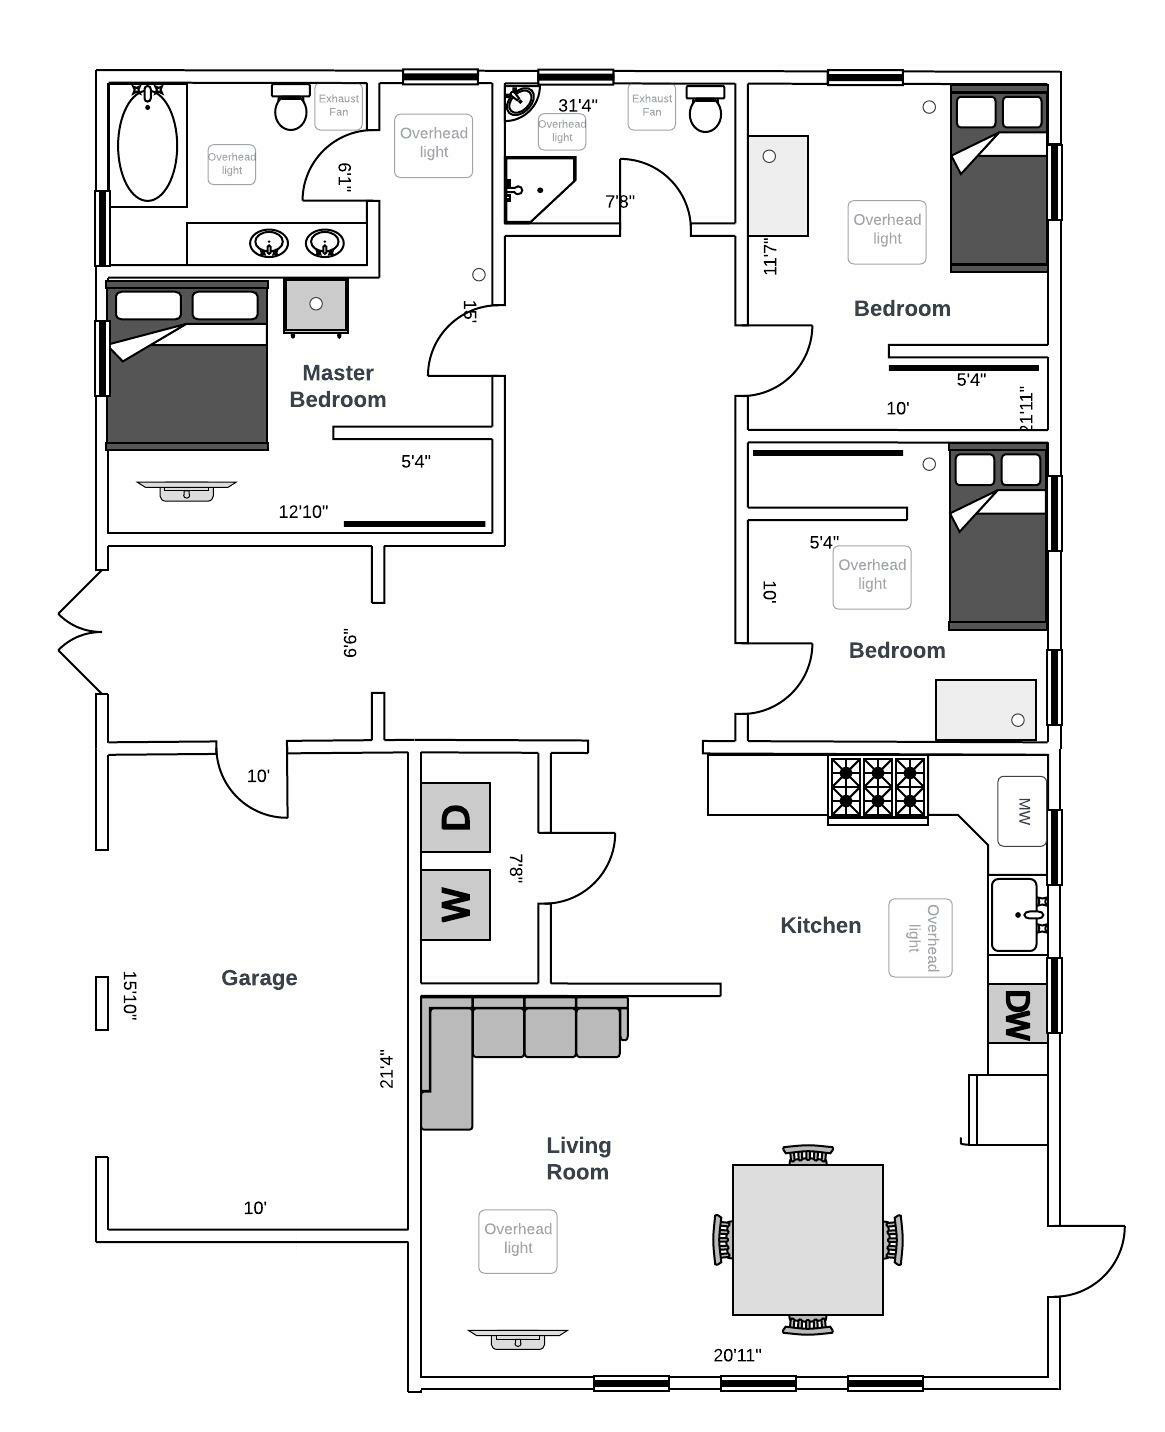 Exhaust
Fan
Overhead
light
31'4"
Exhaust
Fan
Overhead
light
Overhead
light
6'1"
7'8"
Overhead
light
11'7"
Bedroom
15'
Master
Bedroom
5'4"
10'
21'11"
5'4"
12'10"
5'4"
Overhead
light
10'
Bedroom
9'9"
10'
D
7'8"
W
MW
Kitchen
Overhead
light
Garage
15'10"
DW
21'4"
Living
Room
10'
Overhead
light
20'11"